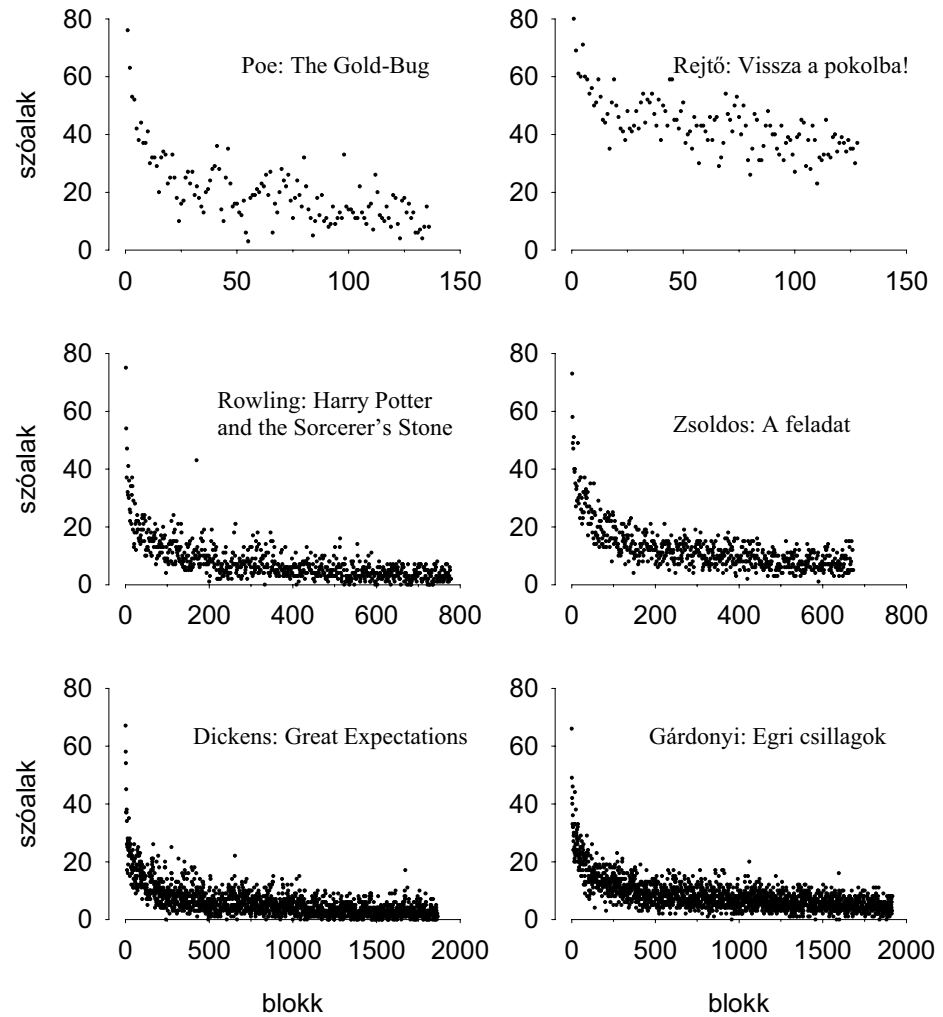 80
60
40
20
0
szóalak
Poe: The Gold-Bug
0 50 100 150
80
60
40
20
0
Rejtő: Vissza a pokolba!
0 50 100 150
80
60
40
20
0
szóalak
Rowling: Harry Potter
and the Sorcerer's Stone
0 200 400 600 800
80
60
40
20
0
Zsoldos: A feladat
0 200 400 600 800
80
60
40
20
0
szóalak
Dickens: Great Expectations
0 500 1000 1500 2000
blokk
80
60
40
20
0
Gárdonyi: Egri csillagok
0 500 1000 1500 2000
blokk